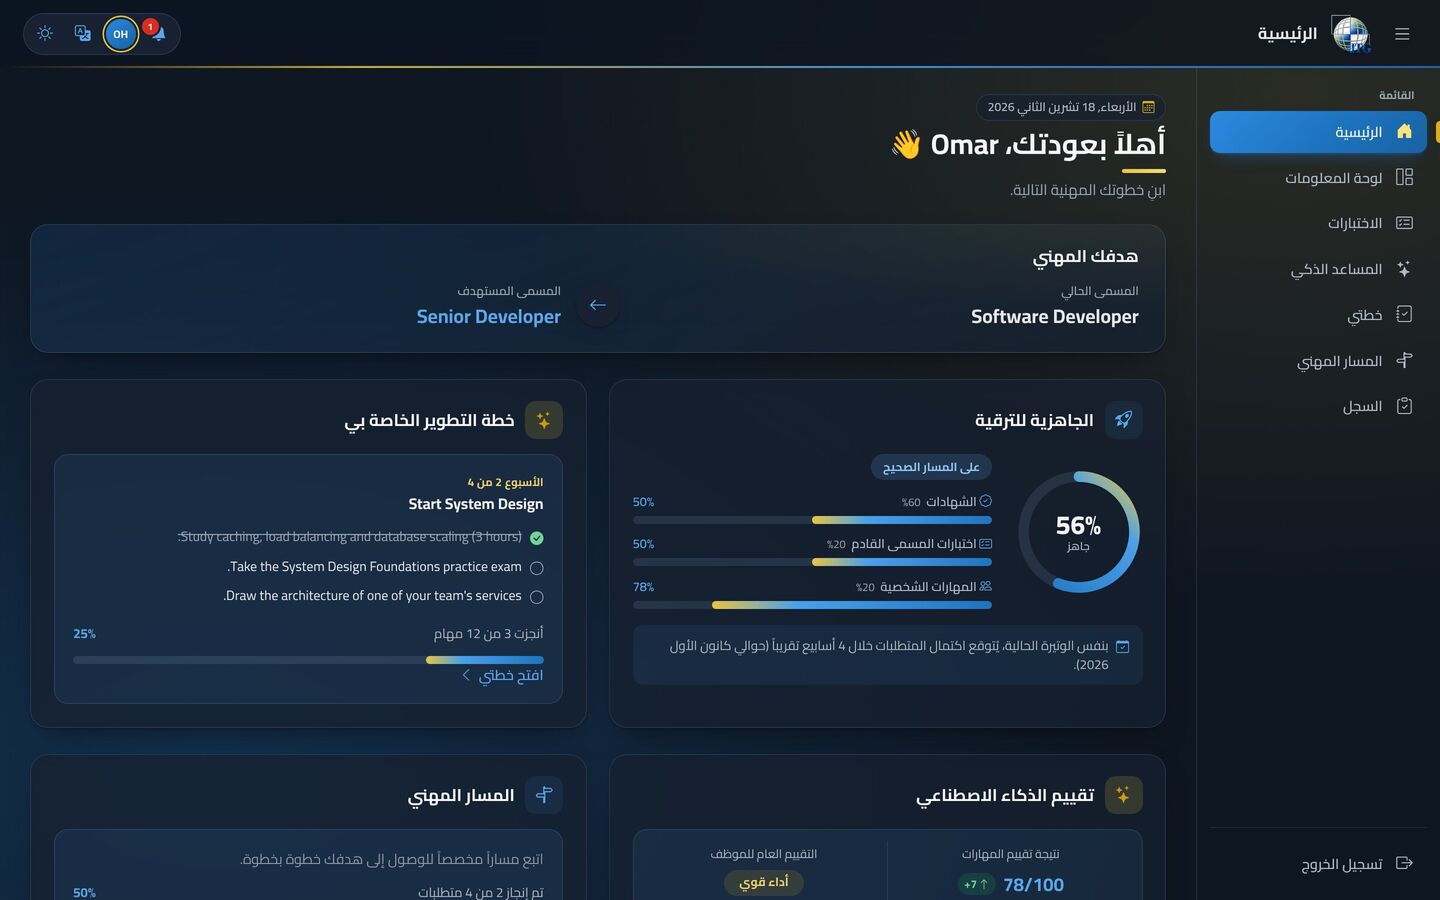 الرئيسية
1
OH
القائمة
الرئيسية
لوحة المعلومات
الاختبارات
المساعد الذكي
خطتي
المسار المهني
السجل
تسجيل الخروج
الأربعاء, 18 تشرين الثاني 2026
أهلاً بعودتك، Omar 👋
ابنِ خطوتك المهنية التالية.
هدفك المهني
المسمى الحالي
Software Developer
←
المسمى المستهدف
Senior Developer
الجاهزية للترقية
56%
جاهز
على المسار الصحيح
الشهادات %60
50%
اختبارات المسمى القادم %20
50%
المهارات الشخصية %20
78%
بنفس الوتيرة الحالية، يُتوقع اكتمال المتطلبات خلال 4 أسابيع تقريباً (حوالي كانون الأول
2026).
خطة التطوير الخاصة بي
الأسبوع 2 من 4
Start System Design
Study caching, load balancing and database scaling (3 hours).
Take the System Design Foundations practice exam.
Draw the architecture of one of your team's services.
أنجزت 3 من 12 مهام
25%
افتح خطتي
تقييم الذكاء الاصطناعي
نتيجة تقييم المهارات
78/100
+7 ↑
التقييم العام للموظف
أداء قوي
المسار المهني
اتبع مساراً مخصصاً للوصول إلى هدفك خطوة بخطوة.
تم إنجاز 2 من 4 متطلبات
50%